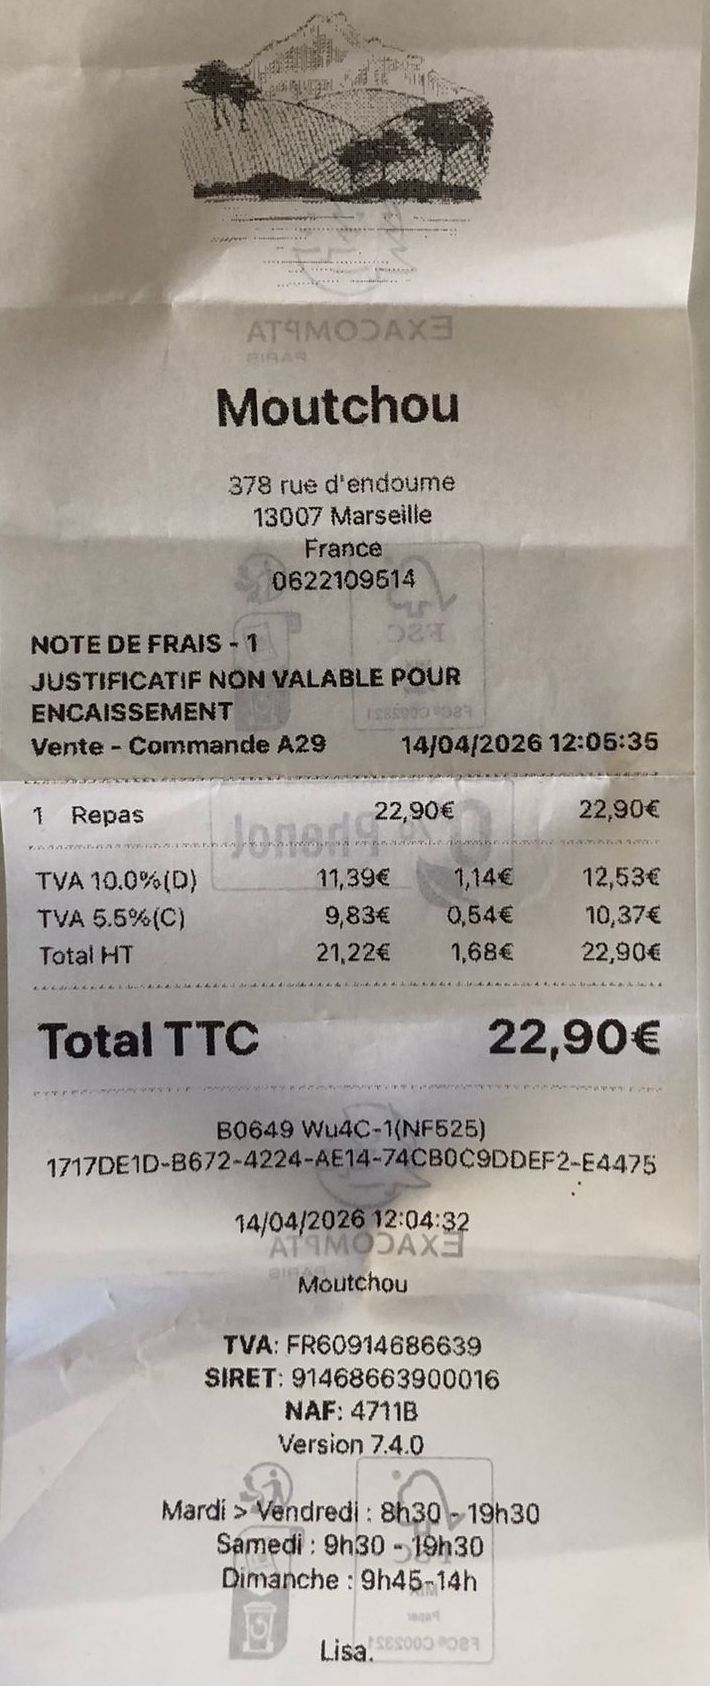 Moutchou
378 rue d'endoume
13007 Marseille
France
0622109514
NOTE DE FRAIS - 1
JUSTIFICATIF NON VALABLE POUR
ENCAISSEMENT
Vente - Commande A29 14/04/2026 12:05:35
1 Repas 22,90€ 22,90€
TVA 10.0%(D) 11,39€ 1,14€ 12,53€
TVA 5.5%(C) 9,83€ 0,54€ 10,37€
Total HT 21,22€ 1,68€ 22,90€
Total TTC 22,90€
B0649 Wu4C-1(NF525)
1717DE1D-B672-4224-AE14-74CB0C9DDEF2-E4475
14/04/2026 12:04:32
EXACOMPTA
PARIS
Moutchou
TVA: FR60914686639
SIRET: 91468663900016
NAF: 4711B
Version 7.4.0
Mardi > Vendredi : 8h30 - 19h30
Samedi : 9h30 - 19h30
Dimanche : 9h45-14h
Lisa.